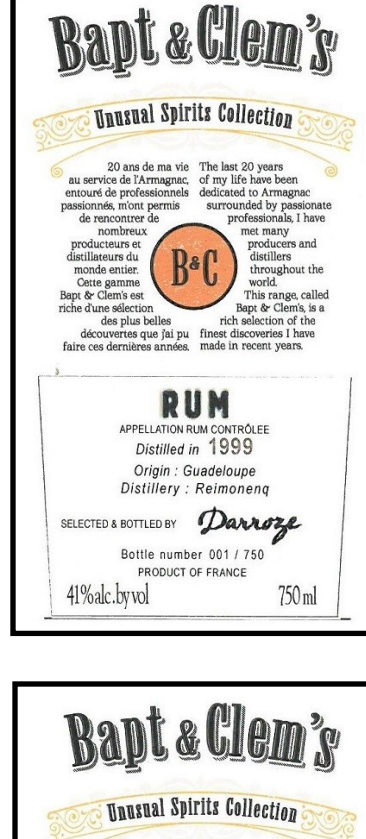 Bapt & Clem's
Unusual Spirits Collection
20 ans de ma vie
au service de l'Armagnac,
entouré de professionnels
passionnés, m'ont permis
de rencontrer de
nombreux
producteurs et
distillateurs du
monde entier.
Cette gamme
Bapt & Clem's est
riche d'une sélection
des plus belles
découvertes que j'ai pu
faire ces dernières années.
The last 20 years
of my life have been
dedicated to Armagnac
surrounded by passionate
professionals, I have
met many
producers and
distillers
throughout the
world.
This range, called
Bapt & Clem's, is a
rich selection of the
finest discoveries I have
made in recent years.
B&C
RUM
APPELLATION RUM CONTRÔLEE
Distilled in 1999
Origin : Guadeloupe
Distillery : Reimonenq
SELECTED & BOTTLED BY Darroze
Bottle number 001 / 750
PRODUCT OF FRANCE
41%alc.by vol 750 ml
Bapt & Clem's
Unusual Spirits Collection